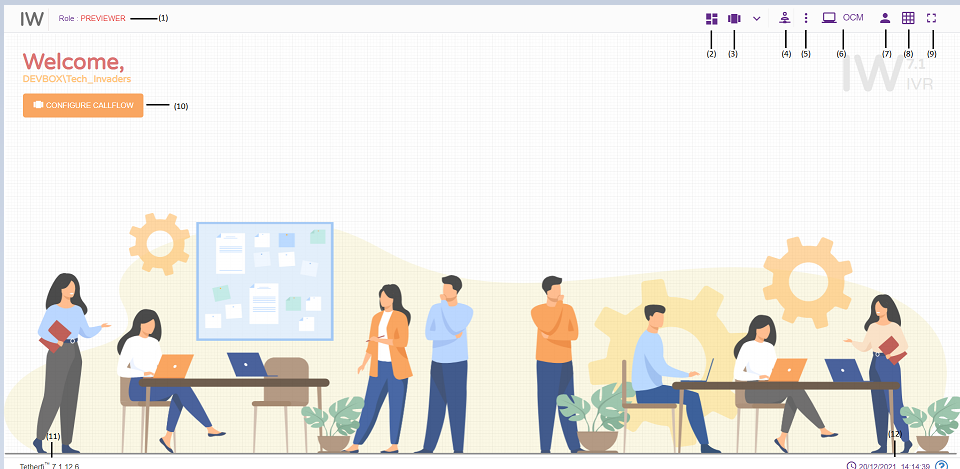 IW Role : PREVIEWER (1) OCM
(2) (3) (4) (5) (6) (7) (8) (9)
Welcome,
DEVBOX\Tech_Invaders
IW 7.1 IVR
CONFIGURE CALLFLOW (10)
(11) (12)
Tetherfi™ 7.1.12.6 20/12/2021 14:14:39 ?